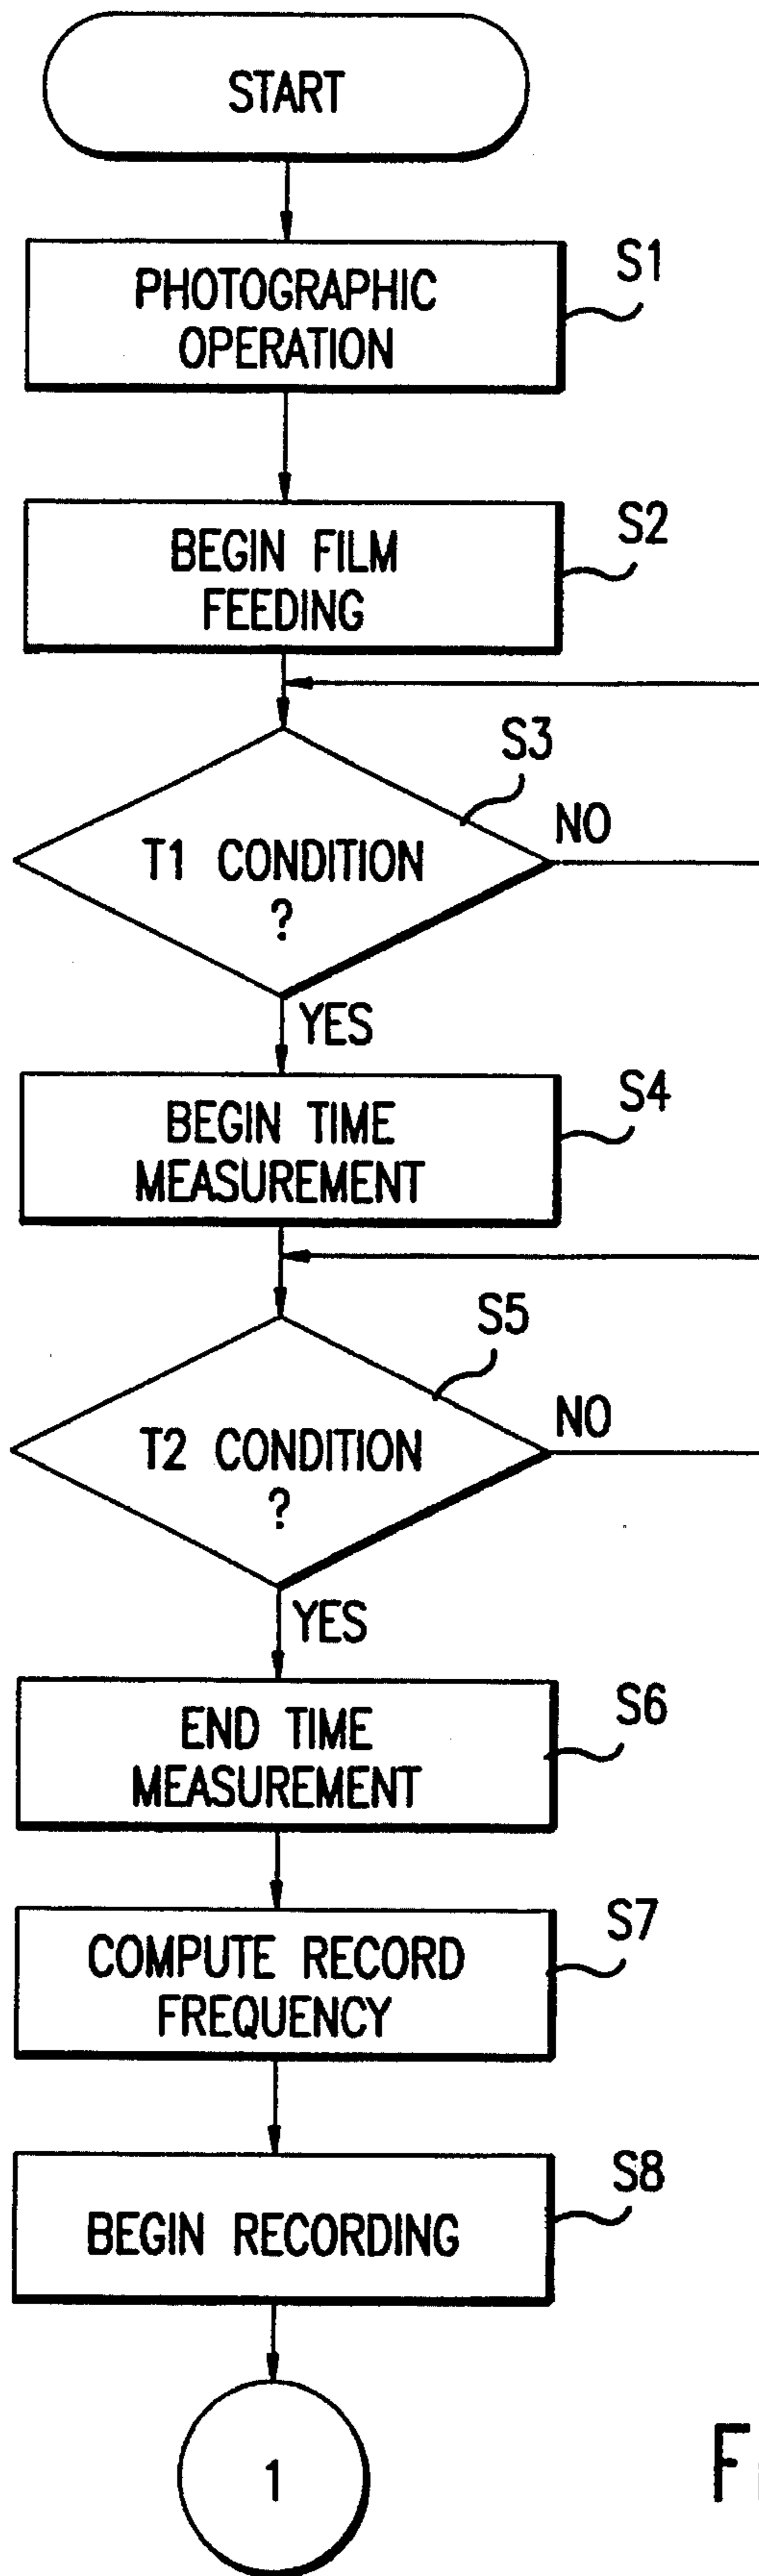 START
PHOTOGRAPHIC
OPERATION
S1
BEGIN FILM
FEEDING
S2
S3
T1 CONDITION
?
NO
YES
BEGIN TIME
MEASUREMENT
S4
S5
T2 CONDITION
?
NO
YES
END TIME
MEASUREMENT
S6
COMPUTE RECORD
FREQUENCY
S7
BEGIN RECORDING
S8
1